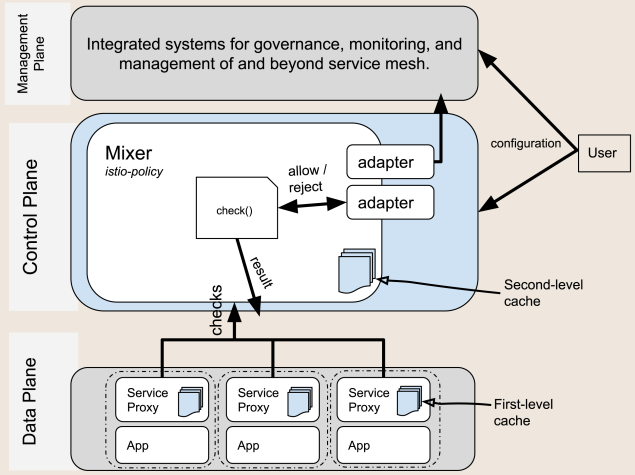 Management
Plane
Integrated systems for governance, monitoring, and
management of and beyond service mesh.
configuration
User
Control Plane
Mixer
istio-policy
allow /
reject
adapter
adapter
check()
result
checks
Second-level
cache
Data Plane
Service
Proxy
App
Service
Proxy
App
Service
Proxy
App
First-level
cache